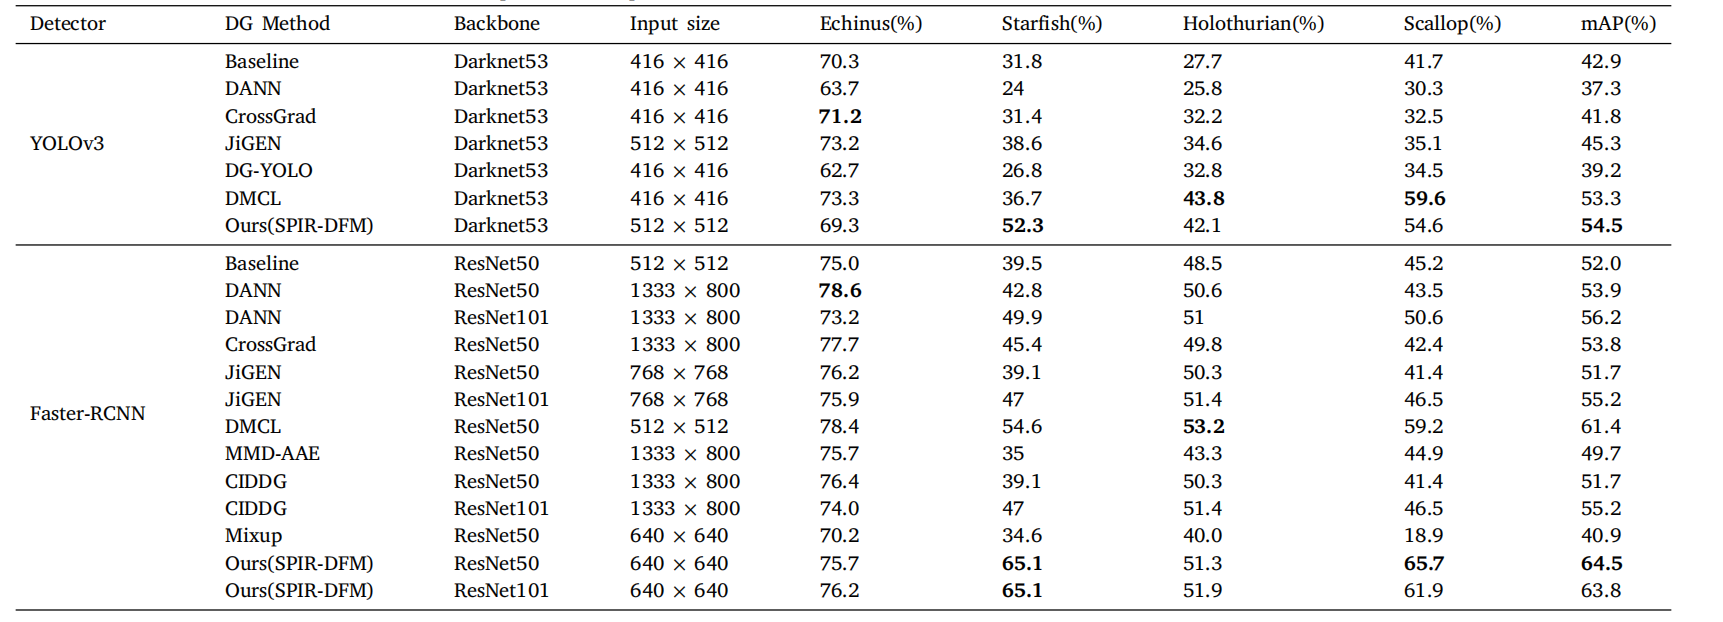 Detector DG Method Backbone Input size Echinus(%) Starfish(%) Holothurian(%) Scallop(%) mAP(%)
Baseline Darknet53 416 × 416 70.3 31.8 27.7 41.7 42.9
DANN Darknet53 416 × 416 63.7 24 25.8 30.3 37.3
CrossGrad Darknet53 416 × 416 71.2 31.4 32.2 32.5 41.8
YOLOv3 JiGEN Darknet53 512 × 512 73.2 38.6 34.6 35.1 45.3
DG-YOLO Darknet53 416 × 416 62.7 26.8 32.8 34.5 39.2
DMCL Darknet53 416 × 416 73.3 36.7 43.8 59.6 53.3
Ours(SPIR-DFM) Darknet53 512 × 512 69.3 52.3 42.1 54.6 54.5
Baseline ResNet50 512 × 512 75.0 39.5 48.5 45.2 52.0
DANN ResNet50 1333 × 800 78.6 42.8 50.6 43.5 53.9
DANN ResNet101 1333 × 800 73.2 49.9 51 50.6 56.2
CrossGrad ResNet50 1333 × 800 77.7 45.4 49.8 42.4 53.8
JiGEN ResNet50 768 × 768 76.2 39.1 50.3 41.4 51.7
JiGEN ResNet101 768 × 768 75.9 47 51.4 46.5 55.2
Faster-RCNN
DMCL ResNet50 512 × 512 78.4 54.6 53.2 59.2 61.4
MMD-AAE ResNet50 1333 × 800 75.7 35 43.3 44.9 49.7
CIDDG ResNet50 1333 × 800 76.4 39.1 50.3 41.4 51.7
CIDDG ResNet101 1333 × 800 74.0 47 51.4 46.5 55.2
Mixup ResNet50 640 × 640 70.2 34.6 40.0 18.9 40.9
Ours(SPIR-DFM) ResNet50 640 × 640 75.7 65.1 51.3 65.7 64.5
Ours(SPIR-DFM) ResNet101 640 × 640 76.2 65.1 51.9 61.9 63.8